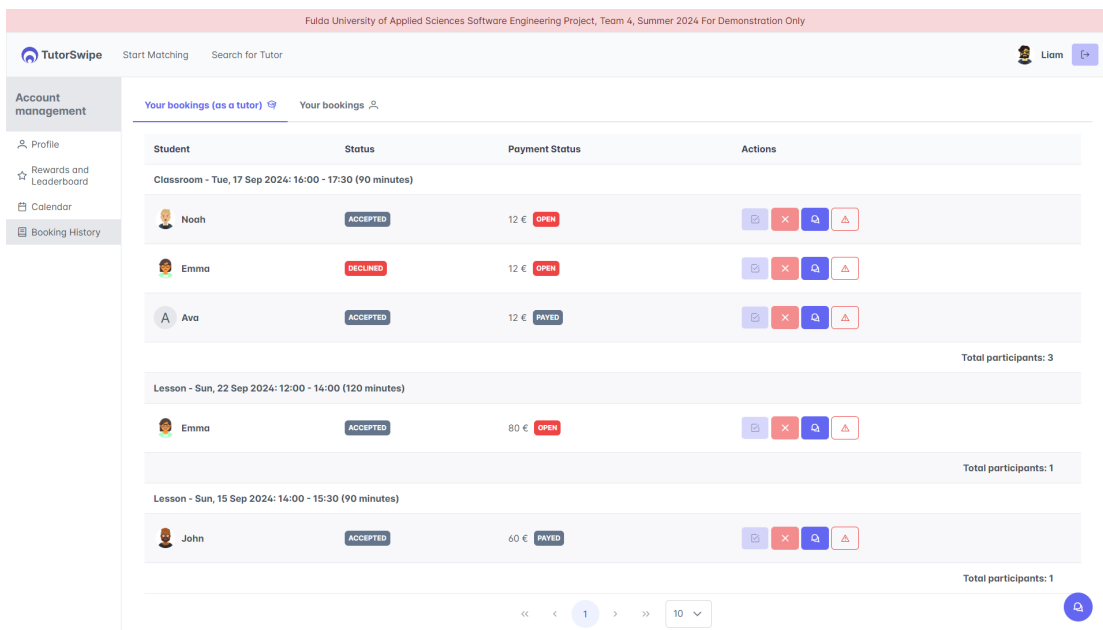 Fulda University of Applied Sciences Software Engineering Project, Team 4, Summer 2024 For Demonstration Only
TutorSwipe Start Matching Search for Tutor Liam
Account management
Profile
Rewards and Leaderboard
Calendar
Booking History
Your bookings (as a tutor) Your bookings
Student Status Payment Status Actions
Classroom - Tue, 17 Sep 2024: 16:00 - 17:30 (90 minutes)
Noah ACCEPTED 12 € OPEN
Emma DECLINED 12 € OPEN
A Ava ACCEPTED 12 € PAYED
Total participants: 3
Lesson - Sun, 22 Sep 2024: 12:00 - 14:00 (120 minutes)
Emma ACCEPTED 80 € OPEN
Total participants: 1
Lesson - Sun, 15 Sep 2024: 14:00 - 15:30 (90 minutes)
John ACCEPTED 60 € PAYED
Total participants: 1
1 10